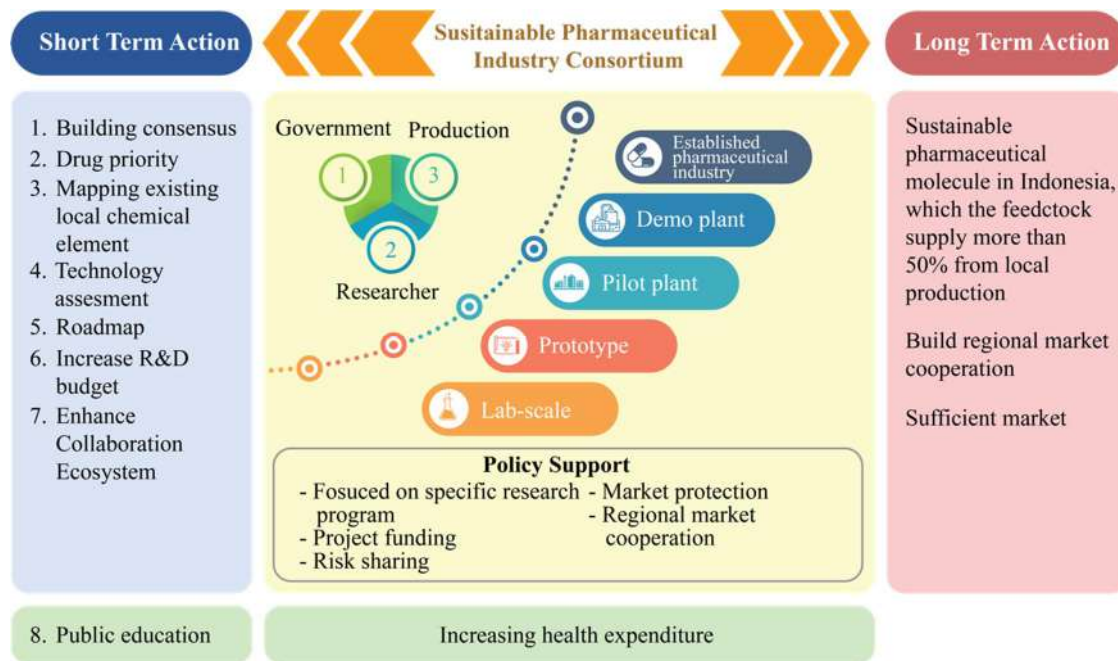 Short Term Action
Susitainable Pharmaceutical
Industry Consortium
Long Term Action
1. Building consensus
2. Drug priority
3. Mapping existing
local chemical
element
4. Technology
assesment
5. Roadmap
6. Increase R&D
budget
7. Enhance
Collaboration
Ecosystem
Government
Production
1
3
2
Researcher
Established
pharmaceutical
industry
Demo plant
Pilot plant
Prototype
Lab-scale
Policy Support
- Fosuced on specific research
program
- Project funding
- Risk sharing
- Market protection
- Regional market
cooperation
Sustainable
pharmaceutical
molecule in Indonesia,
which the feedctock
supply more than
50% from local
production
Build regional market
cooperation
Sufficient market
8. Public education
Increasing health expenditure